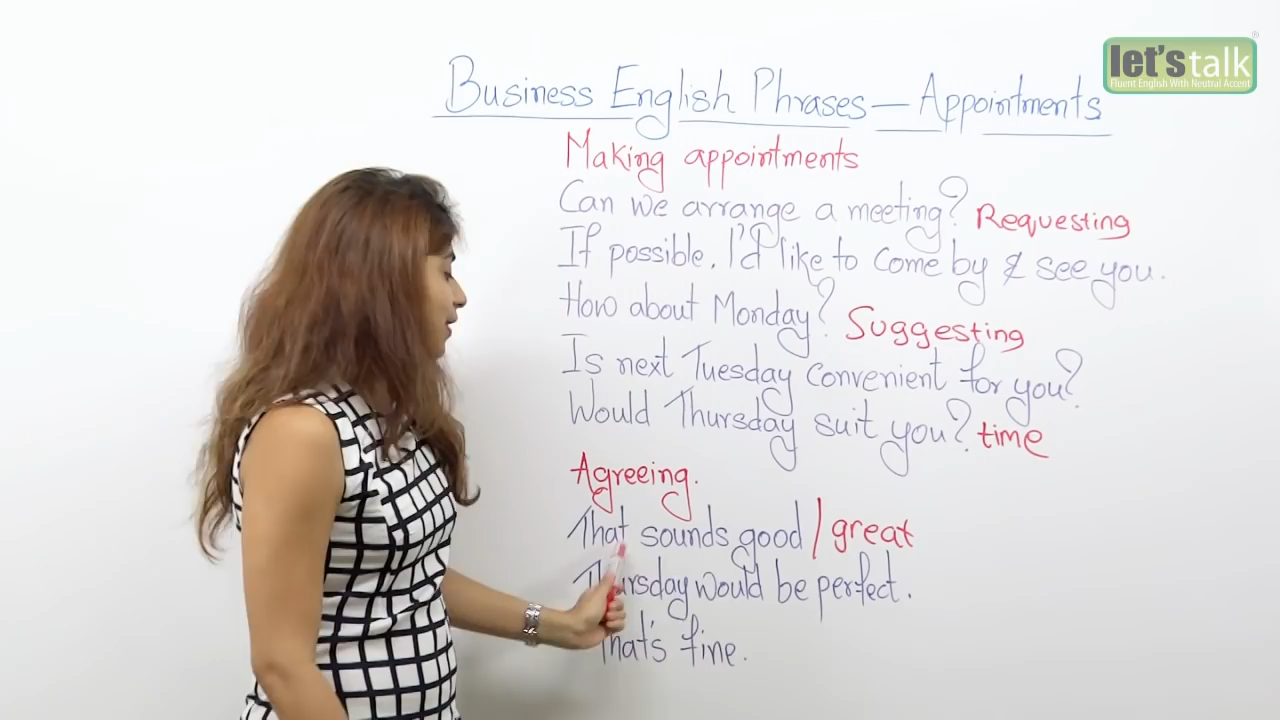 let's talk
Fluent English With Neutral Accent
Business English Phrases — Appointments
Making appointments
Can we arrange a meeting? Requesting
If possible, I'd like to come by & see you.
How about Monday? Suggesting
Is next Tuesday convenient for you?
Would Thursday suit you? time
Agreeing.
That sounds good / great
Thursday would be perfect.
That's fine.